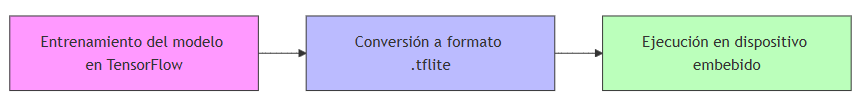 Entrenamiento del modelo
en TensorFlow
Conversión a formato
.tflite
Ejecución en dispositivo
embebido